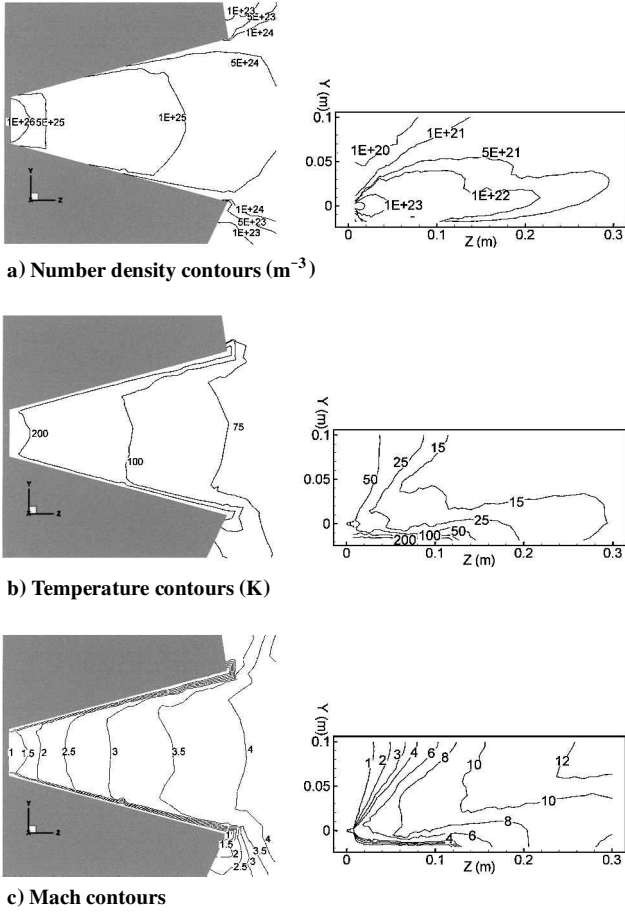 1E+23
5E+23
1E+24
5E+24
1E+26
5E+25
1E+25
Y
X
Z
1E+24
5E+23
1E+23
Y (m)
0.1
0.05
0
1E+20
1E+21
5E+21
1E+22
1E+23
0 0.1 0.2 0.3
Z (m)
a) Number density contours (m⁻³)
200
100
75
Y
X
Z
Y (m)
0.1
0.05
0
50
25
15
15
25
50
100
200
0 0.1 0.2 0.3
Z (m)
b) Temperature contours (K)
1
1.5
2
2.5
3
3.5
4
Y
X
Z
1
1.5
2
2.5
3
3.5
4
Y (m)
0.1
0.05
0
1
2
3
4
6
8
10
12
10
8
6
4
0 0.1 0.2 0.3
Z (m)
c) Mach contours